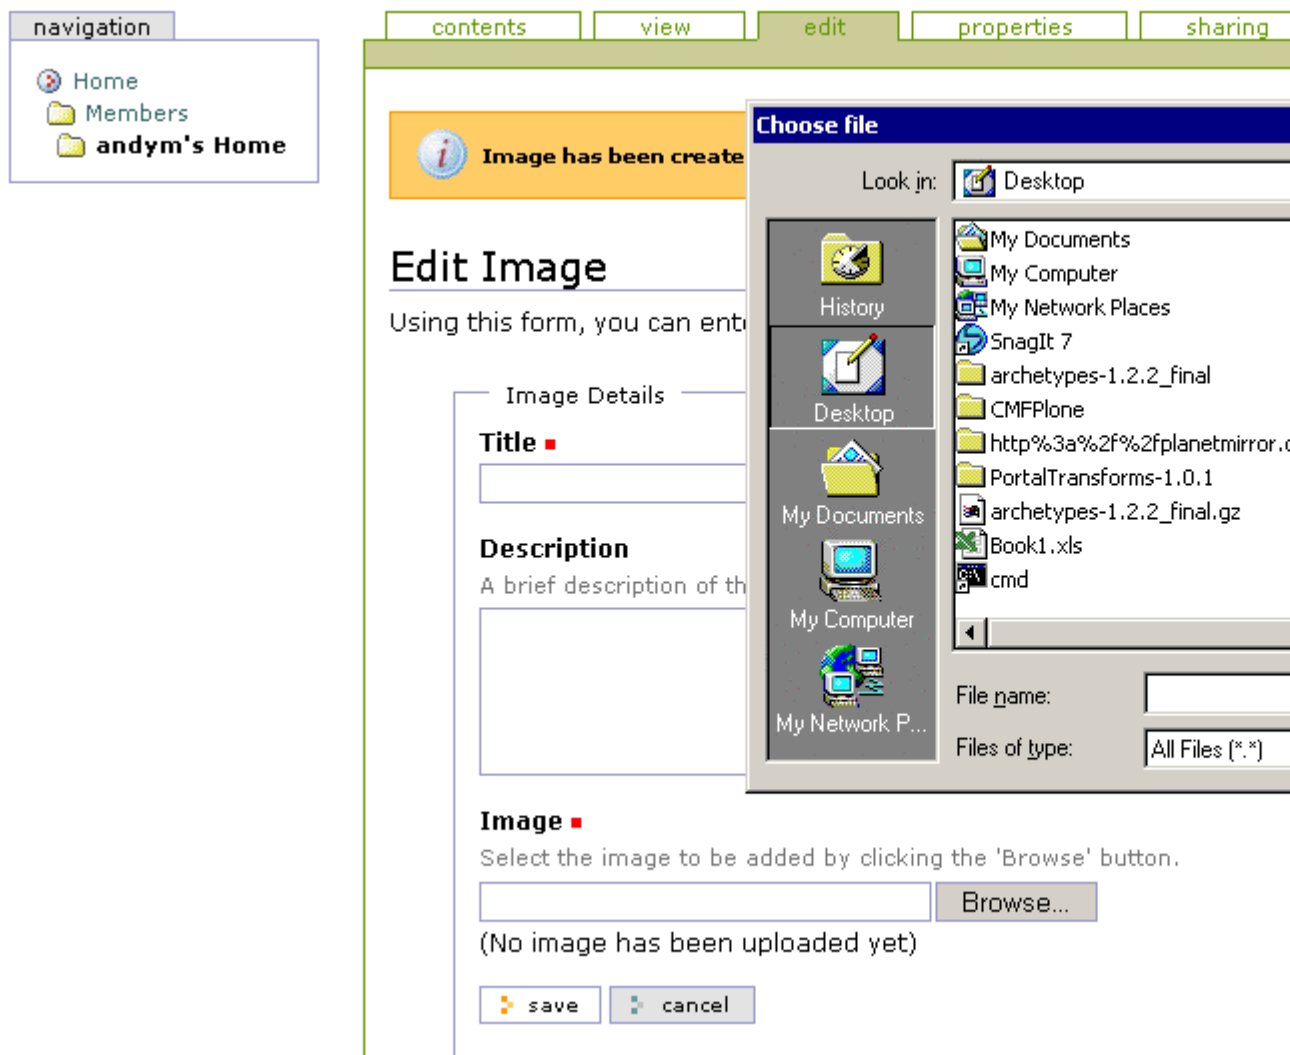 navigation
Home
Members
andym's Home
contents
view
edit
properties
sharing
Image has been create
Edit Image
Using this form, you can ent
Image Details
Title
Description
A brief description of th
Image
Select the image to be added by clicking the 'Browse' button.
Browse...
(No image has been uploaded yet)
save
cancel
Choose file
Look in:
Desktop
History
Desktop
My Documents
My Computer
My Network P...
My Documents
My Computer
My Network Places
SnagIt 7
archetypes-1.2.2_final
CMFPlone
http%3a%2f%2fplanetmirror.c
PortalTransforms-1.0.1
archetypes-1.2.2_final.gz
Book1.xls
cmd
File name:
Files of type:
All Files (*.*)